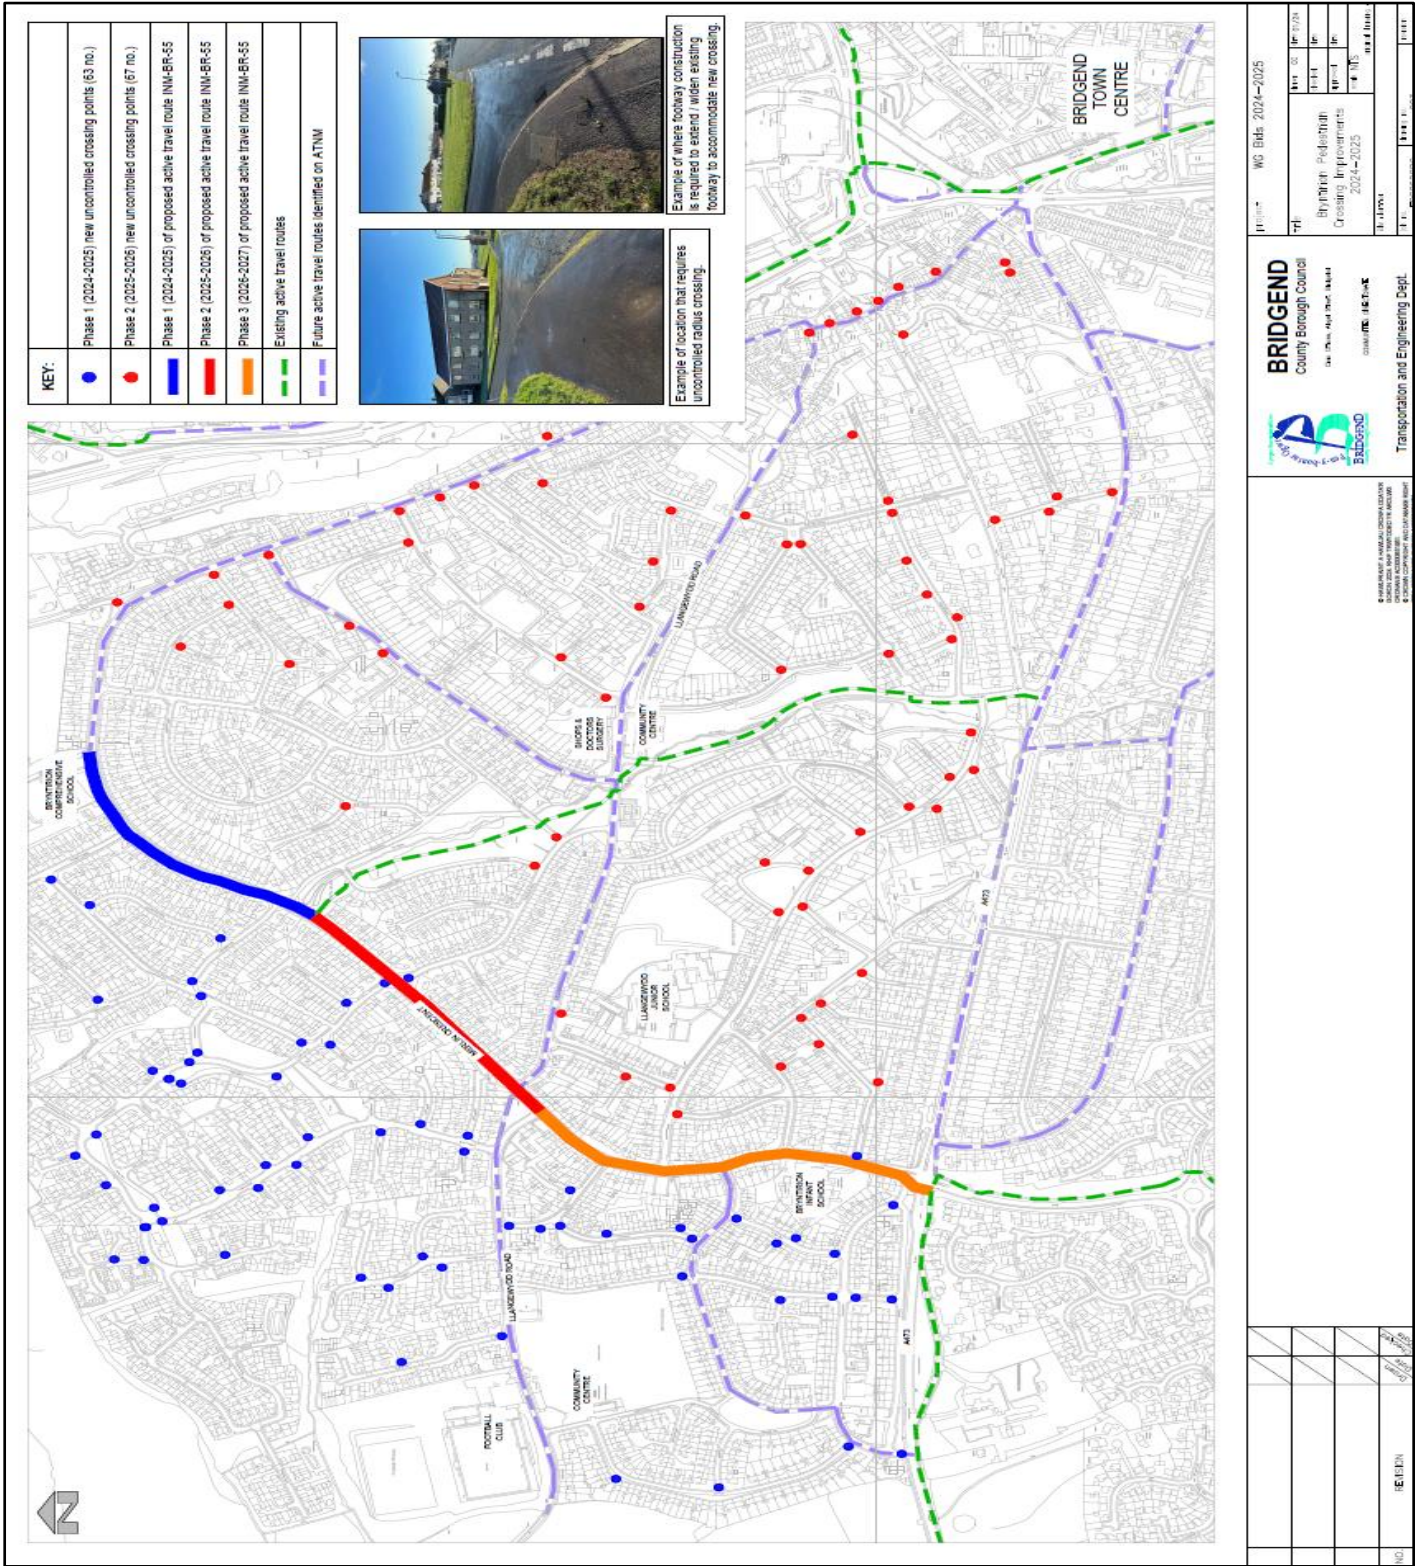 KEY:
Phase 1 (2024-2025) new uncontrolled crossing points (63 no.)
Phase 2 (2025-2026) new uncontrolled crossing points (67 no.)
Phase 1 (2024-2025) of proposed active travel route INM-BR-55
Phase 2 (2025-2026) of proposed active travel route INM-BR-55
Phase 3 (2026-2027) of proposed active travel route INM-BR-55
Existing active travel routes
Future active travel routes identified on ATNM
Example of location that requires
uncontrolled radius crossing.
Example of where footway construction
is required to extend / widen existing
footway to accommodate new crossing.
N
BRYNTIRION
COMPREHENSIVE
SCHOOL
MERLIN CRESCENT
SHOPS &
DOCTORS
SURGERY
COMMUNITY
CENTRE
LLANGEWYDD ROAD
LLANGEWYDD
JUNIOR
SCHOOL
LLANGEWYDD ROAD
FOOTBALL
CLUB
COMMUNITY
CENTRE
BRYNTIRION
INFANT
SCHOOL
A473
A473
BRIDGEND
TOWN
CENTRE
NO.
REVISION
BRIDGEND
BRIDGEND
County Borough Council
Transportation and Engineering Dept.
project
WG Bids 2024-2025
title
Bryntirion Pedestrian
Crossing Improvements
2024-2025